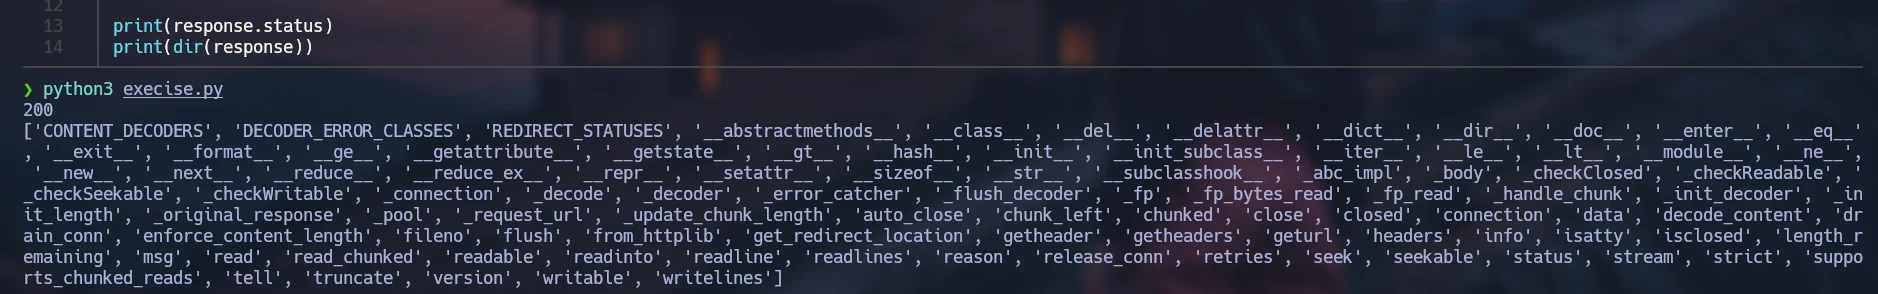 12
13 print(response.status)
14 print(dir(response))
❯ python3 execise.py
200
['CONTENT_DECODERS', 'DECODER_ERROR_CLASSES', 'REDIRECT_STATUSES', '__abstractmethods__', '__class__', '__del__', '__delattr__', '__dict__', '__dir__', '__doc__', '__enter__', '__eq__'
, '__exit__', '__format__', '__ge__', '__getattribute__', '__getstate__', '__gt__', '__hash__', '__init__', '__init_subclass__', '__iter__', '__le__', '__lt__', '__module__', '__ne__',
'__new__', '__next__', '__reduce__', '__reduce_ex__', '__repr__', '__setattr__', '__sizeof__', '__str__', '__subclasshook__', '_abc_impl', '_body', '_checkClosed', '_checkReadable', '
_checkSeekable', '_checkWritable', '_connection', '_decode', '_decoder', '_error_catcher', '_flush_decoder', '_fp', '_fp_bytes_read', '_fp_read', '_handle_chunk', '_init_decoder', '_in
it_length', '_original_response', '_pool', '_request_url', '_update_chunk_length', 'auto_close', 'chunk_left', 'chunked', 'close', 'closed', 'connection', 'data', 'decode_content', 'dr
ain_conn', 'enforce_content_length', 'fileno', 'flush', 'from_httplib', 'get_redirect_location', 'getheader', 'getheaders', 'geturl', 'headers', 'info', 'isatty', 'isclosed', 'length_r
emaining', 'msg', 'read', 'read_chunked', 'readable', 'readinto', 'readline', 'readlines', 'reason', 'release_conn', 'retries', 'seek', 'seekable', 'status', 'stream', 'strict', 'suppo
rts_chunked_reads', 'tell', 'truncate', 'version', 'writable', 'writelines']